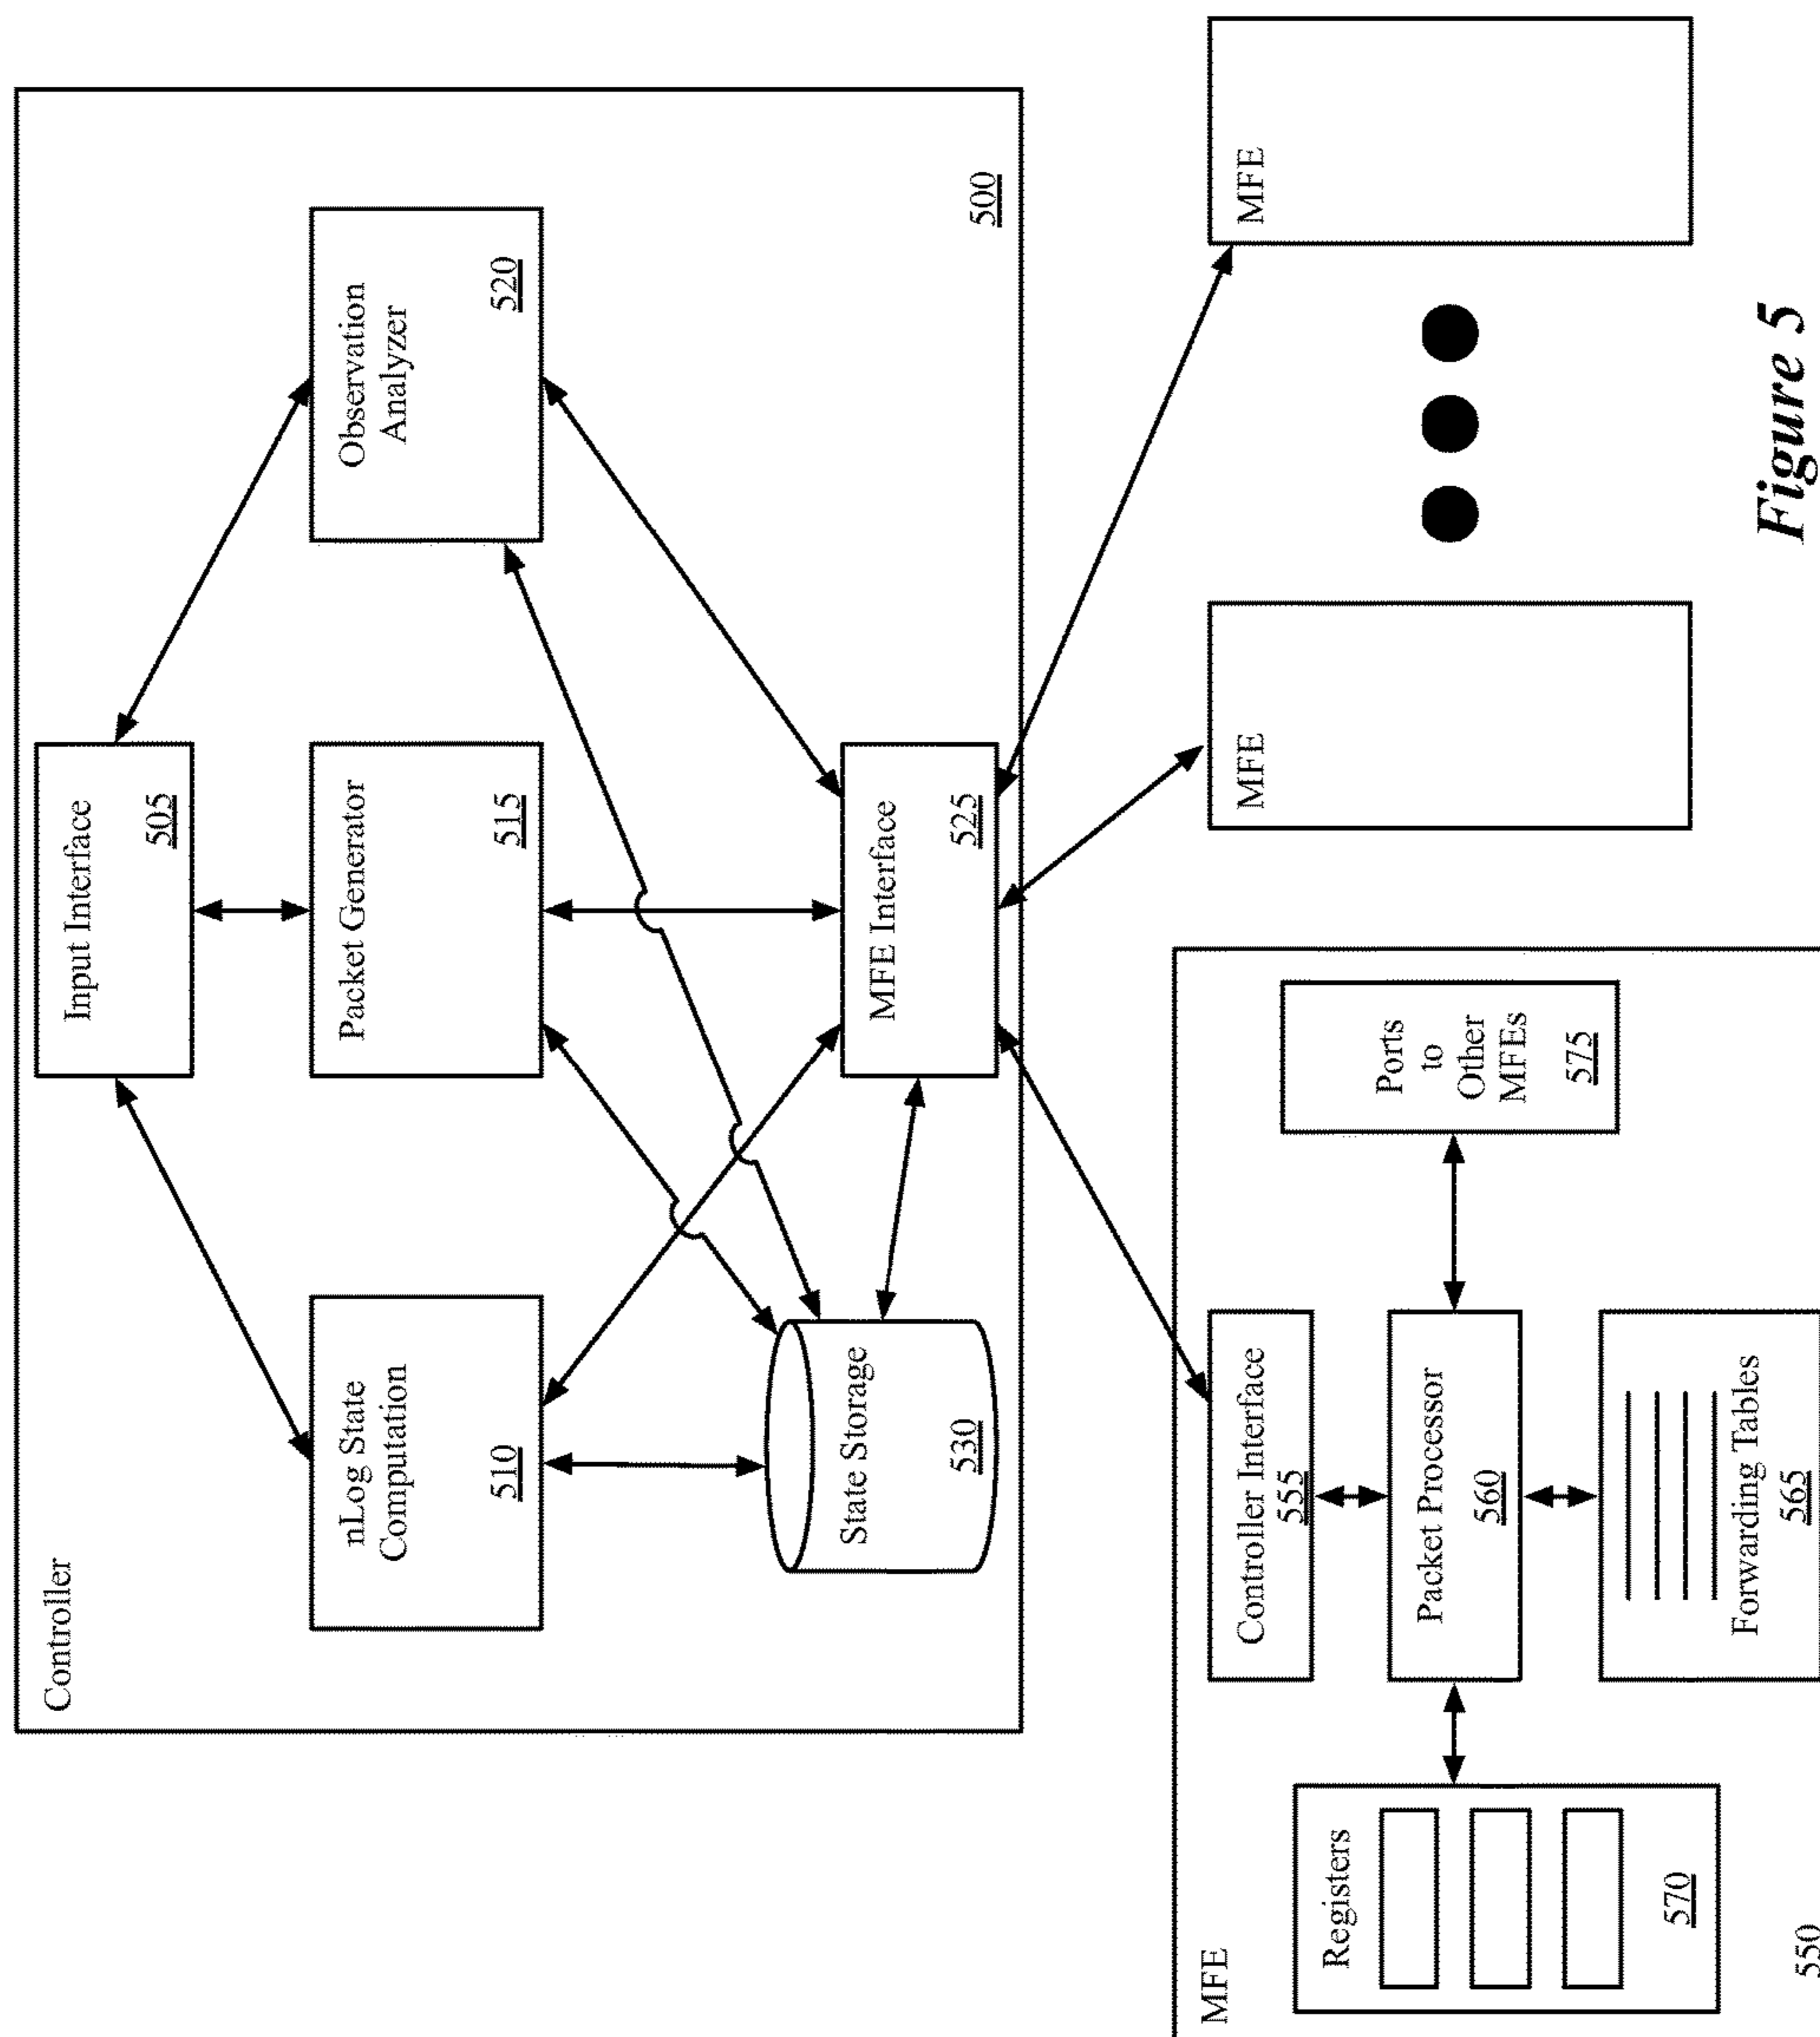 Controller
Input Interface
505
nLog State
Computation
510
Packet Generator
515
Observation
Analyzer
520
State Storage
530
MFE Interface
525
500
MFE
Registers
570
Controller Interface
555
Packet Processor
560
Forwarding Tables
565
Ports
to
Other
MFEs
575
550
MFE
MFE
Figure 5